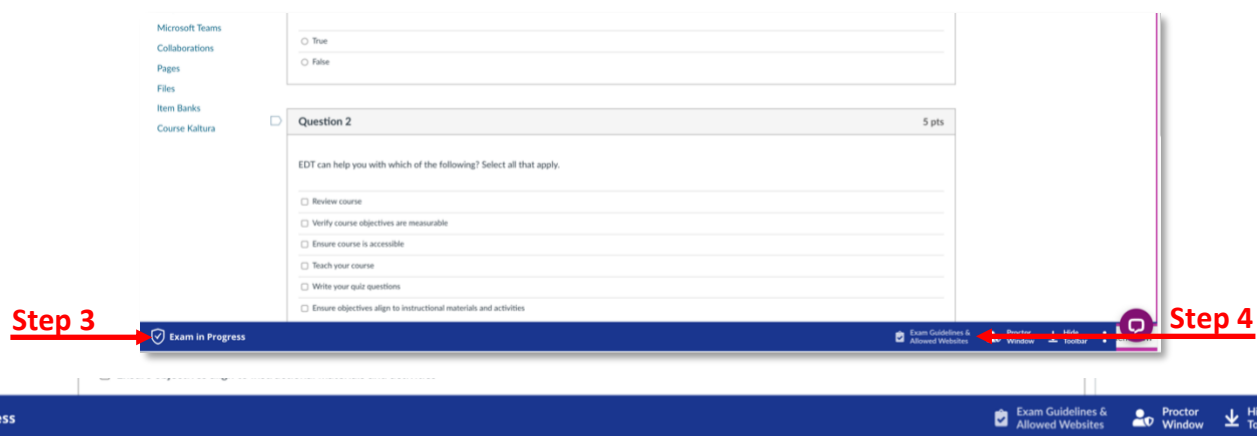 Microsoft Teams
Collaborations
Pages
Files
Item Banks
Course Kaltura
True
False
Question 2
5 pts
EDT can help you with which of the following? Select all that apply.
Review course
Verify course objectives are measurable
Ensure course is accessible
Teach your course
Write your quiz questions
Ensure objectives align to instructional materials and activities
Step 3
Exam in Progress
Exam Guidelines &
Allowed Websites
Proctor
Window
Hide
Toolbar
Step 4
ess
Exam Guidelines &
Allowed Websites
Proctor
Window